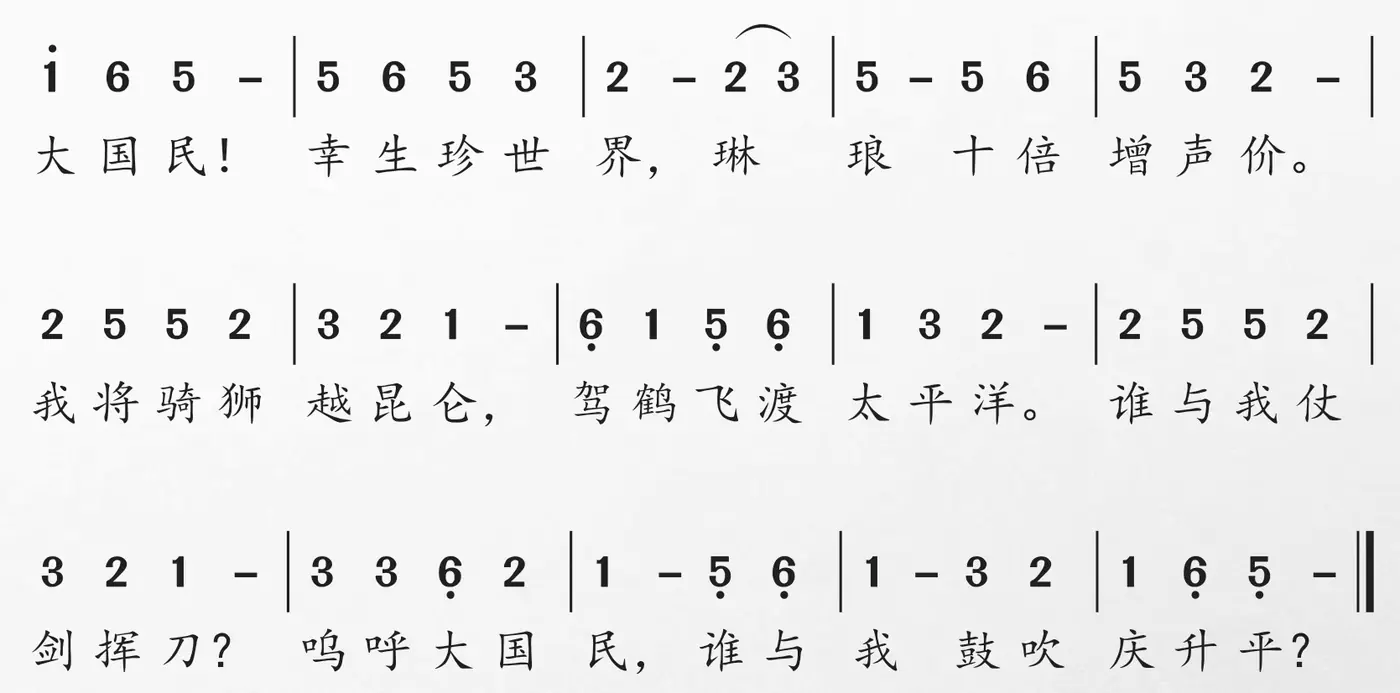 1̇ 6 5 – | 5 6 5 3 | 2 – 2 3 | 5 – 5 6 | 5 3 2 – |
大国民！ 幸生珍世 界，琳 琅 十倍 增声价。
2 5 5 2 | 3 2 1 – | 6̣ 1 5̣ 6̣ | 1 3 2 – | 2 5 5 2 |
我将骑狮 越昆仑， 驾鹤飞渡 太平洋。 谁与我仗
3 2 1 – | 3 3 6̣ 2 | 1 – 5̣ 6̣ | 1 – 3 2 | 1 6̣ 5̣ – ‖
剑挥刀？ 呜呼大国 民，谁与 我 鼓吹 庆升平？